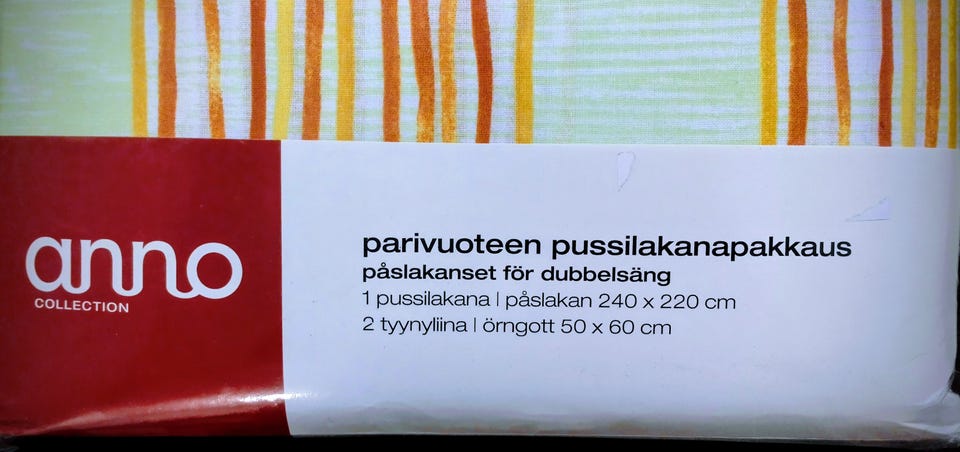 anno
COLLECTION
parivuoteen pussilakanapakkaus
påslakanset för dubbelsäng
1 pussilakana | påslakan 240 x 220 cm
2 tyynyliina | örngott 50 x 60 cm